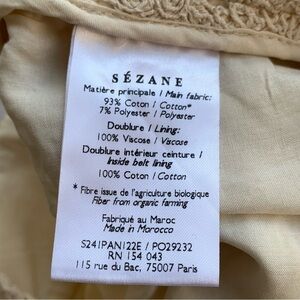 SÉZANE
Matière principale / Main fabric:
93% Coton / Cotton*
7% Polyester / Polyester
Doublure / Lining:
100% Viscose / Viscose
Doublure intérieur ceinture /
Inside belt lining
100% Coton / Cotton
* Fibre issue de l'agriculture biologique
Fiber from organic farming
Fabriqué au Maroc
Made in Morocco
S241PAN122E / PO29232
RN 154 043
115 rue du Bac, 75007 Paris